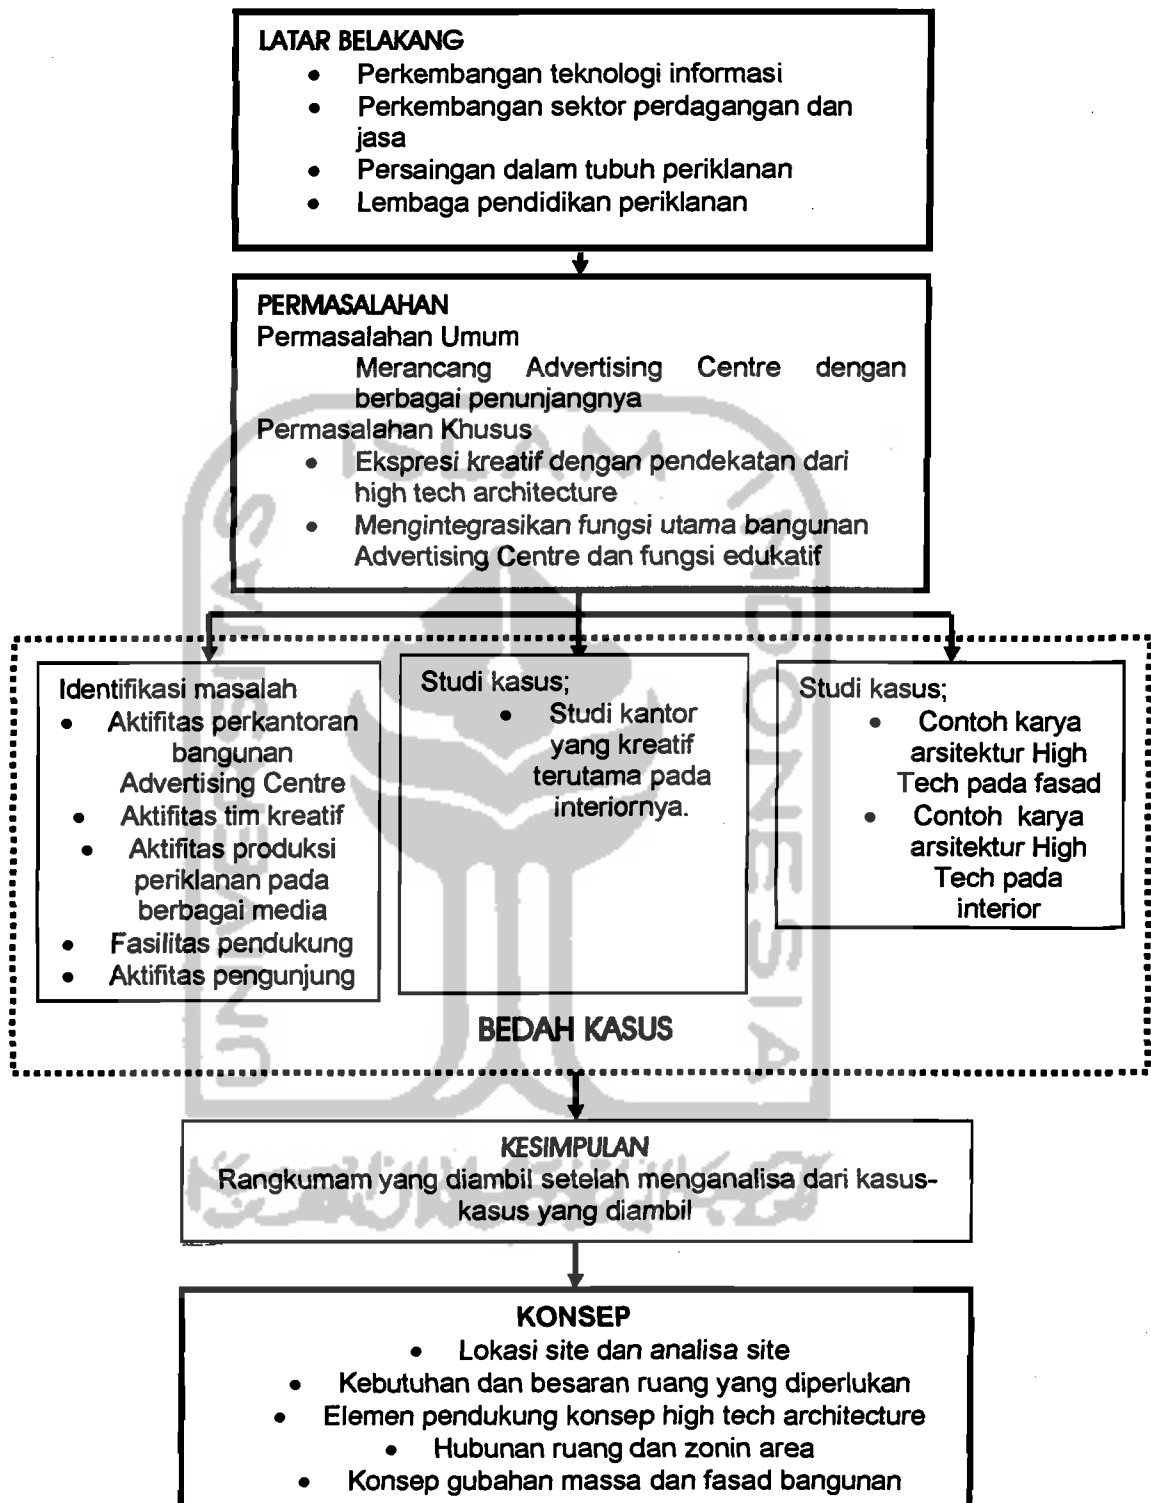 LATAR BELAKANG
• Perkembangan teknologi informasi
• Perkembangan sektor perdagangan dan
jasa
• Persaingan dalam tubuh periklanan
• Lembaga pendidikan periklanan
PERMASALAHAN
Permasalahan Umum
Merancang Advertising Centre dengan
berbagai penunjangnya
Permasalahan Khusus
• Ekspresi kreatif dengan pendekatan dari
high tech architecture
• Mengintegrasikan fungsi utama bangunan
Advertising Centre dan fungsi edukatif
Identifikasi masalah
• Aktifitas perkantoran
bangunan
Advertising Centre
• Aktifitas tim kreatif
• Aktifitas produksi
periklanan pada
berbagai media
• Fasilitas pendukung
• Aktifitas pengunjung
Studi kasus;
• Studi kantor
yang kreatif
terutama pada
interiornya.
Studi kasus;
• Contoh karya
arsitektur High
Tech pada fasad
• Contoh karya
arsitektur High
Tech pada
interior
BEDAH KASUS
KESIMPULAN
Rangkumam yang diambil setelah menganalisa dari kasus-
kasus yang diambil
KONSEP
• Lokasi site dan analisa site
• Kebutuhan dan besaran ruang yang diperlukan
• Elemen pendukung konsep high tech architecture
• Hubunan ruang dan zonin area
• Konsep gubahan massa dan fasad bangunan
UNIVERSITAS
ISLAM
INDONESIA